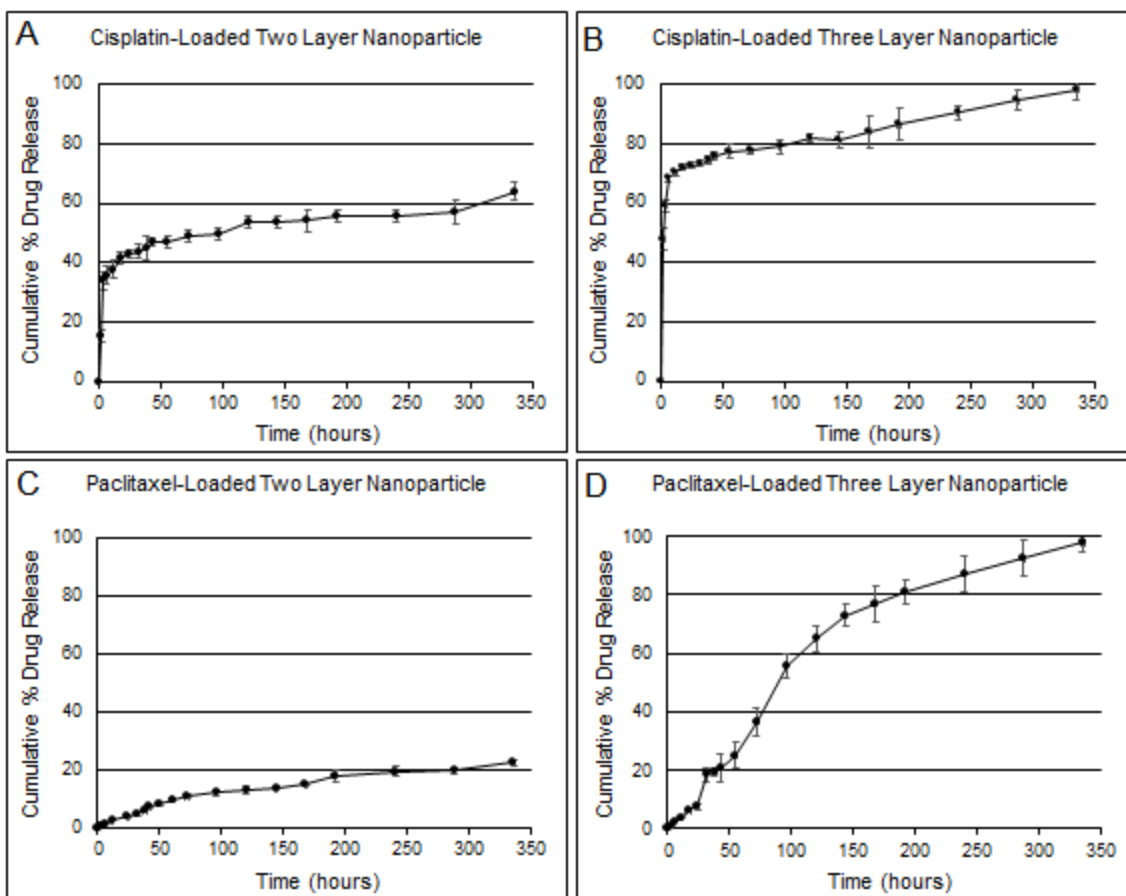 A
Cisplatin-Loaded Two Layer Nanoparticle
Cumulative % Drug Release
100
80
60
40
20
0
0 50 100 150 200 250 300 350
Time (hours)
B
Cisplatin-Loaded Three Layer Nanoparticle
Cumulative % Drug Release
100
80
60
40
20
0
0 50 100 150 200 250 300 350
Time (hours)
C
Paclitaxel-Loaded Two Layer Nanoparticle
Cumulative % Drug Release
100
80
60
40
20
0
0 50 100 150 200 250 300 350
Time (hours)
D
Paclitaxel-Loaded Three Layer Nanoparticle
Cumulative % Drug Release
100
80
60
40
20
0
0 50 100 150 200 250 300 350
Time (hours)